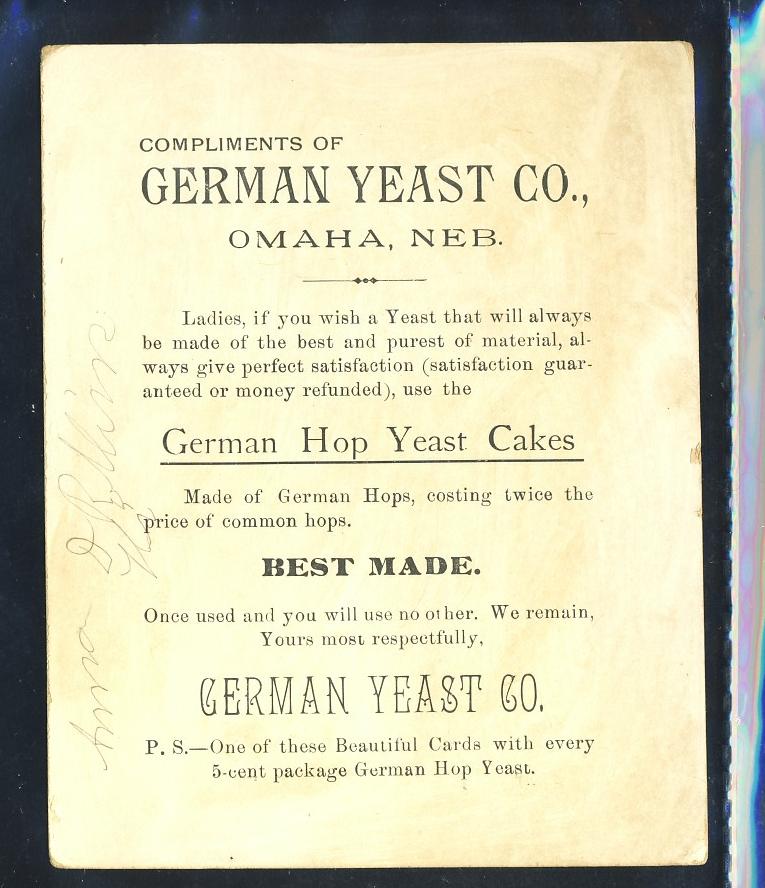 COMPLIMENTS OF
GERMAN YEAST CO.,
OMAHA, NEB.
Ladies, if you wish a Yeast that will always
be made of the best and purest of material, al-
ways give perfect satisfaction (satisfaction guar-
anteed or money refunded), use the
German Hop Yeast Cakes
Made of German Hops, costing twice the
price of common hops.
BEST MADE.
Once used and you will use no other. We remain,
Yours most respectfully,
GERMAN YEAST CO.
P. S.—One of these Beautiful Cards with every
5-cent package German Hop Yeast.